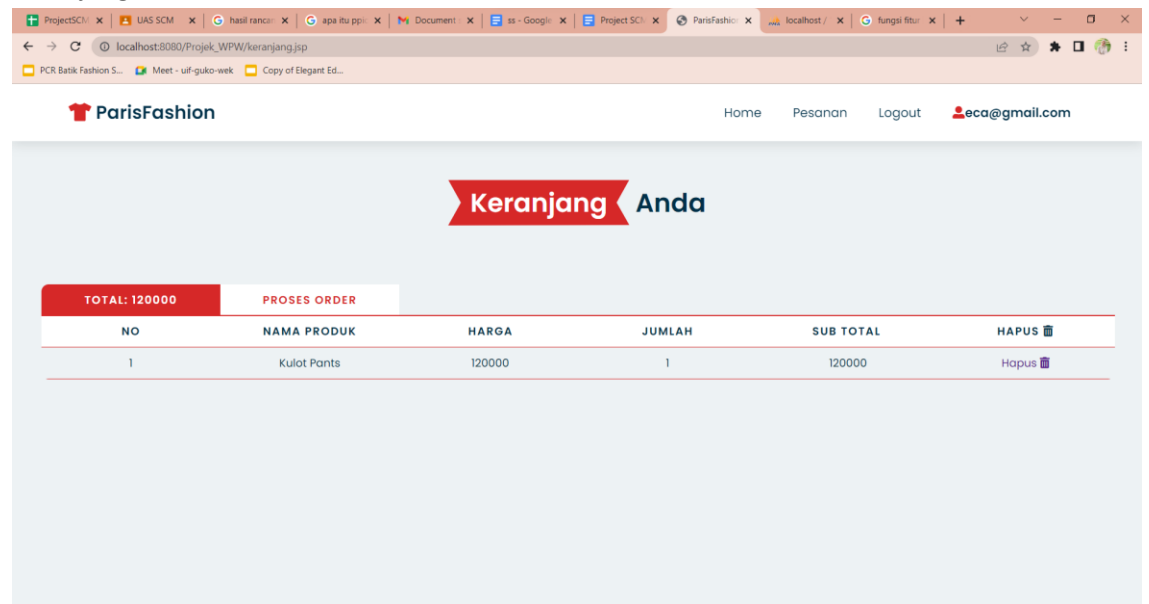 ProjectSCM UAS SCM hasil rancan apa itu ppic Document ss - Google Project SCM ParisFashion localhost / fungsi fitur
localhost:8080/Projek_WPW/keranjang.jsp
PCR Batik Fashion S... Meet - uif-guko-wek Copy of Elegant Ed...
ParisFashion Home Pesanan Logout eca@gmail.com
Keranjang Anda
TOTAL: 120000 PROSES ORDER
NO NAMA PRODUK HARGA JUMLAH SUB TOTAL HAPUS
1 Kulot Pants 120000 1 120000 Hapus